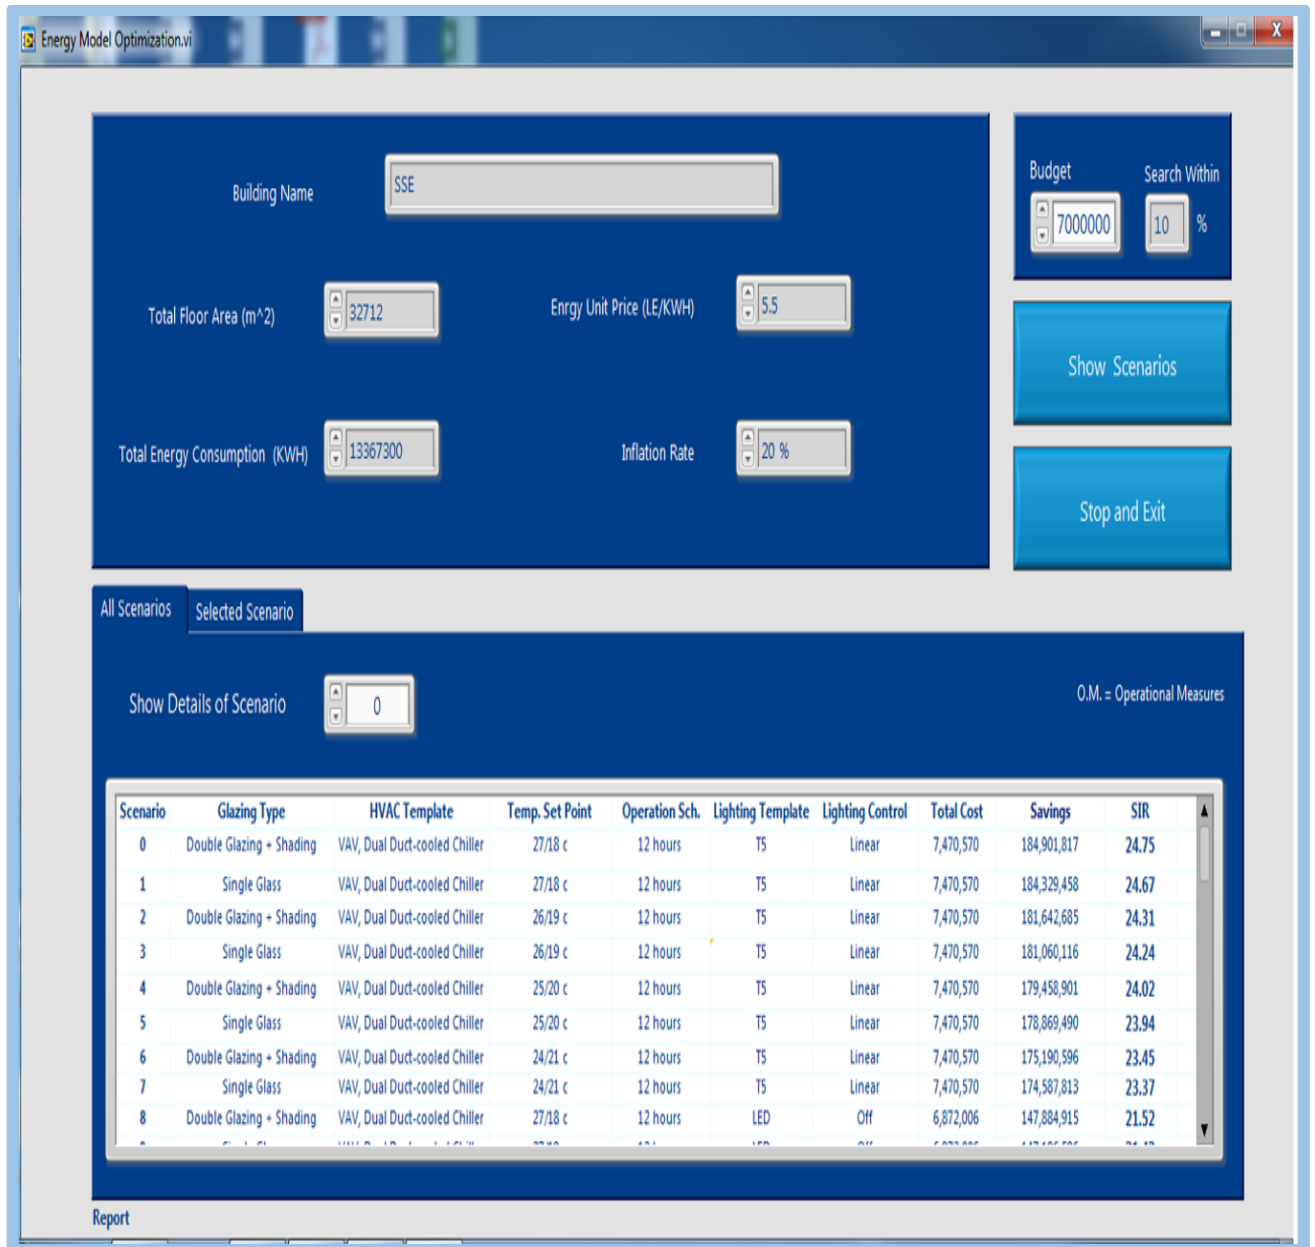 Energy Model Optimization.vi
Building Name SSE
Budget Search Within
7000000 10 %
Total Floor Area (m^2) 32712 Enrgy Unit Price (LE/KWH) 5.5
Show Scenarios
Total Energy Consumption (KWH) 13367300 Inflation Rate 20 %
Stop and Exit
All Scenarios Selected Scenario
Show Details of Scenario 0 O.M. = Operational Measures
Scenario Glazing Type HVAC Template Temp. Set Point Operation Sch. Lighting Template Lighting Control Total Cost Savings SIR
0 Double Glazing + Shading VAV, Dual Duct-cooled Chiller 27/18 c 12 hours T5 Linear 7,470,570 184,901,817 24.75
1 Single Glass VAV, Dual Duct-cooled Chiller 27/18 c 12 hours T5 Linear 7,470,570 184,329,458 24.67
2 Double Glazing + Shading VAV, Dual Duct-cooled Chiller 26/19 c 12 hours T5 Linear 7,470,570 181,642,685 24.31
3 Single Glass VAV, Dual Duct-cooled Chiller 26/19 c 12 hours T5 Linear 7,470,570 181,060,116 24.24
4 Double Glazing + Shading VAV, Dual Duct-cooled Chiller 25/20 c 12 hours T5 Linear 7,470,570 179,458,901 24.02
5 Single Glass VAV, Dual Duct-cooled Chiller 25/20 c 12 hours T5 Linear 7,470,570 178,869,490 23.94
6 Double Glazing + Shading VAV, Dual Duct-cooled Chiller 24/21 c 12 hours T5 Linear 7,470,570 175,190,596 23.45
7 Single Glass VAV, Dual Duct-cooled Chiller 24/21 c 12 hours T5 Linear 7,470,570 174,587,813 23.37
8 Double Glazing + Shading VAV, Dual Duct-cooled Chiller 27/18 c 12 hours LED Off 6,872,006 147,884,915 21.52
Report